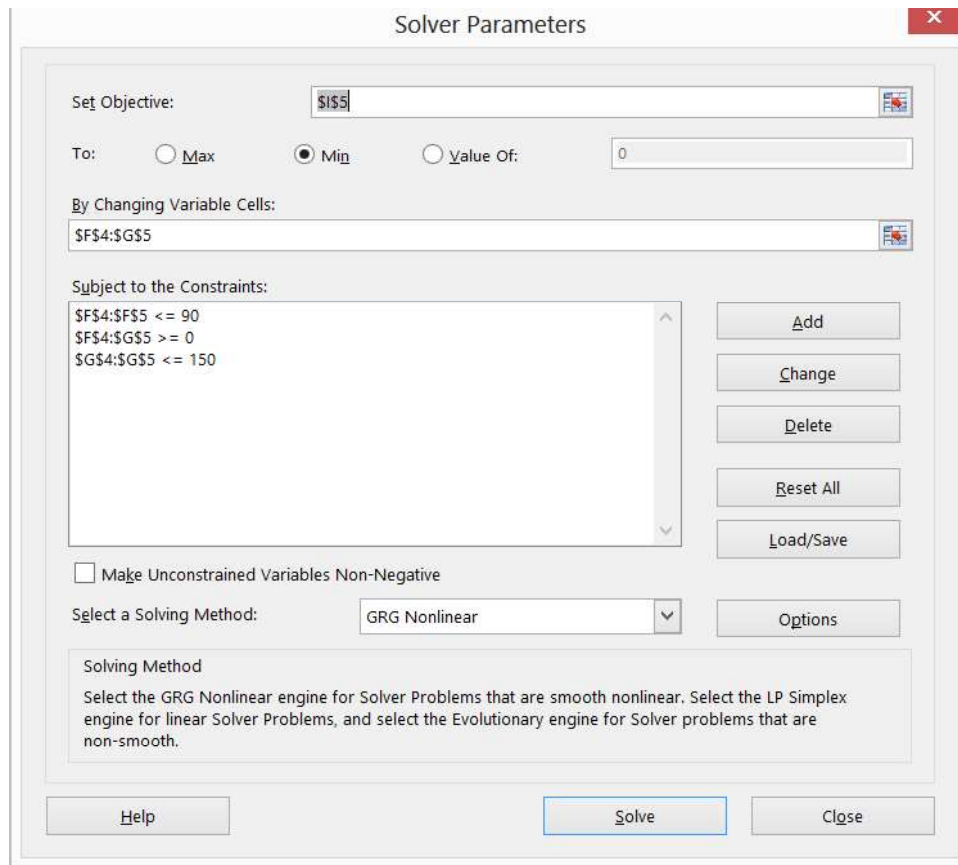 Solver Parameters
Set Objective:
$I$5
To:
Max
Min
Value Of:
0
By Changing Variable Cells:
$F$4:$G$5
Subject to the Constraints:
$F$4:$F$5 <= 90
$F$4:$G$5 >= 0
$G$4:$G$5 <= 150
Add
Change
Delete
Reset All
Load/Save
Make Unconstrained Variables Non-Negative
Select a Solving Method:
GRG Nonlinear
Options
Solving Method
Select the GRG Nonlinear engine for Solver Problems that are smooth nonlinear. Select the LP Simplex
engine for linear Solver Problems, and select the Evolutionary engine for Solver problems that are
non-smooth.
Help
Solve
Close